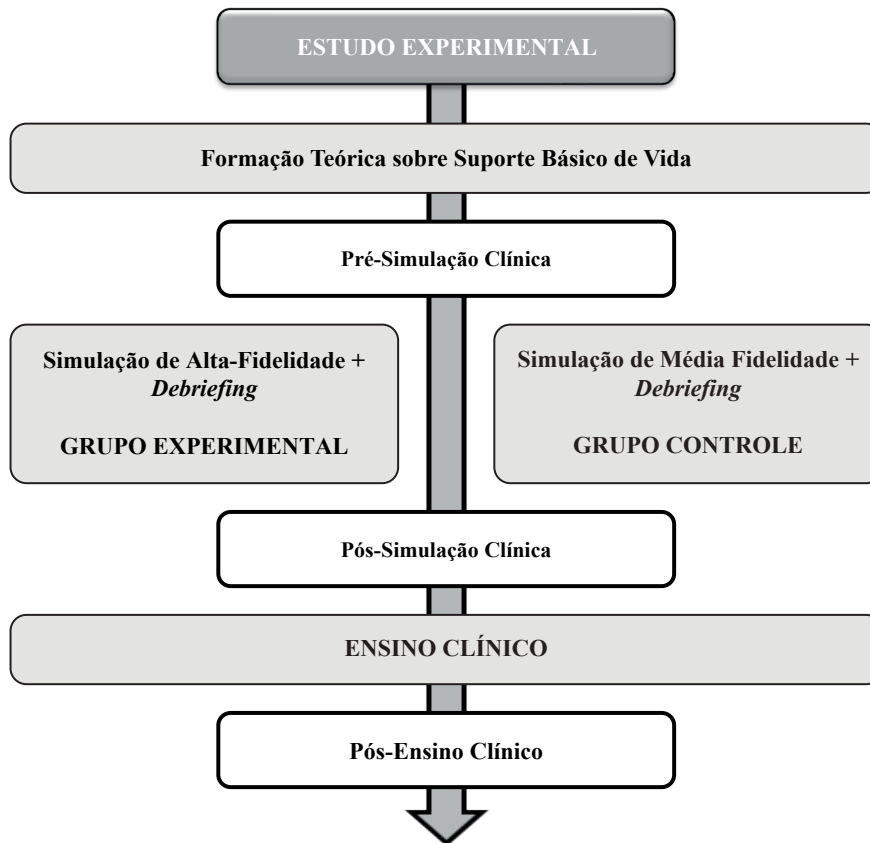 ESTUDO EXPERIMENTAL
Formação Teórica sobre Suporte Básico de Vida
Pré-Simulação Clínica
Simulação de Alta-Fidelidade +
Debriefing
GRUPO EXPERIMENTAL
Simulação de Média Fidelidade +
Debriefing
GRUPO CONTROLE
Pós-Simulação Clínica
ENSINO CLÍNICO
Pós-Ensino Clínico